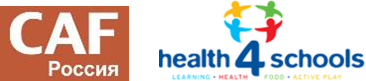 CAF
Россия
health4schools
LEARNING • HEALTH • FOOD • ACTIVE PLAY